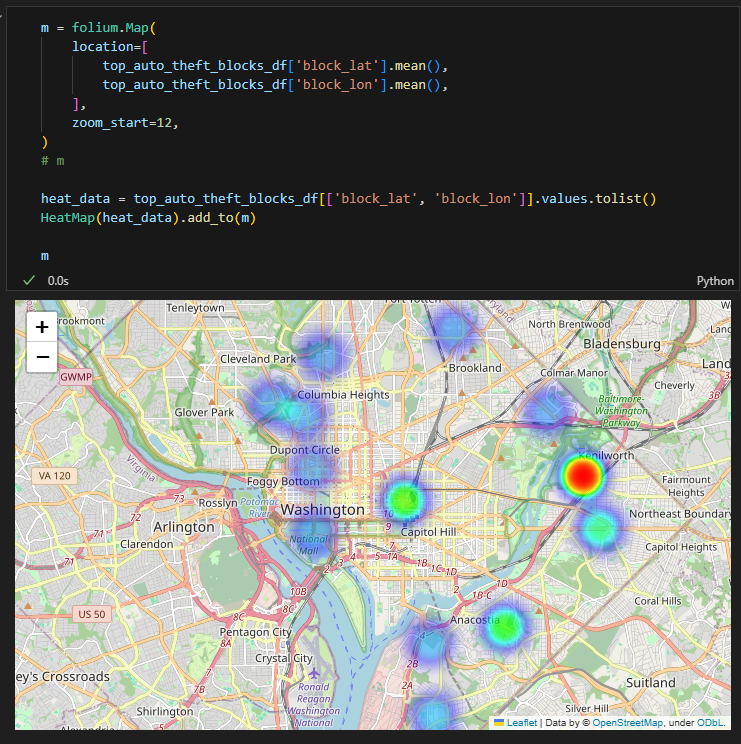 m = folium.Map(
    location=[
        top_auto_theft_blocks_df['block_lat'].mean(),
        top_auto_theft_blocks_df['block_lon'].mean(),
    ],
    zoom_start=12,
)
# m
heat_data = top_auto_theft_blocks_df[['block_lat', 'block_lon']].values.tolist()
HeatMap(heat_data).add_to(m)
m
0.0s
Python
Tenleytown
+
−
North Brentwood
Bladensburg
Cleveland Park
Brookland
GWMP
Colmar Manor
Cheverly
3B
Columbia Heights
Baltimore-
Washington
Parkway
Glover Park
Dupont Circle
Kenilworth
Virginia
VA 120
Foggy Bottom
Fairmount
Heights
73
Rosslyn
Potomac
River
Washington
10
Northeast Boundary
72
71
Arlington
9
Capitol Hill
Clarendon
National
Mall
7
Capitol Heights
2
3
4
5
1A
1B
1C
1D
10B
1B-C
1D
Coral Hills
US 50
8C
8C
Anacostia
Pentagon City
8A
4
Crystal City
2B
ey's Crossroads
7B
Ronald
Reagan
Washington
National
2A
Suitland
Shirlington
Silver Hill
Leaflet | Data by © OpenStreetMap, under ODbL.